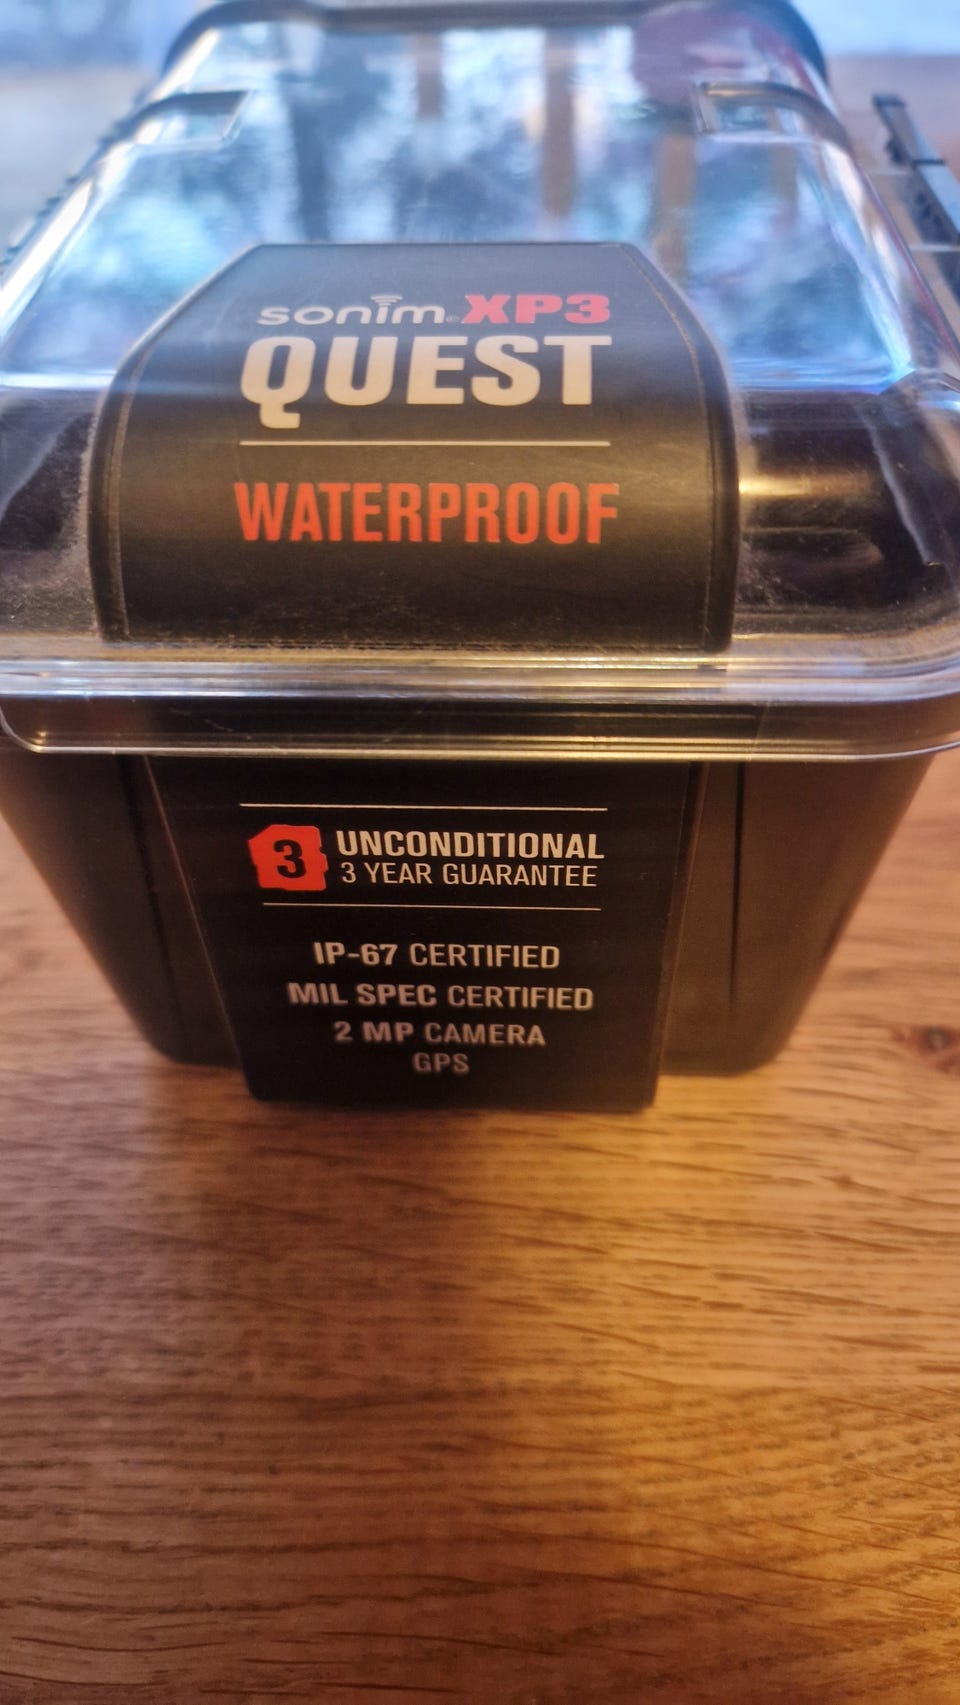 sonim XP3
QUEST
WATERPROOF
3 UNCONDITIONAL
3 YEAR GUARANTEE
IP-67 CERTIFIED
MIL SPEC CERTIFIED
2 MP CAMERA
GPS